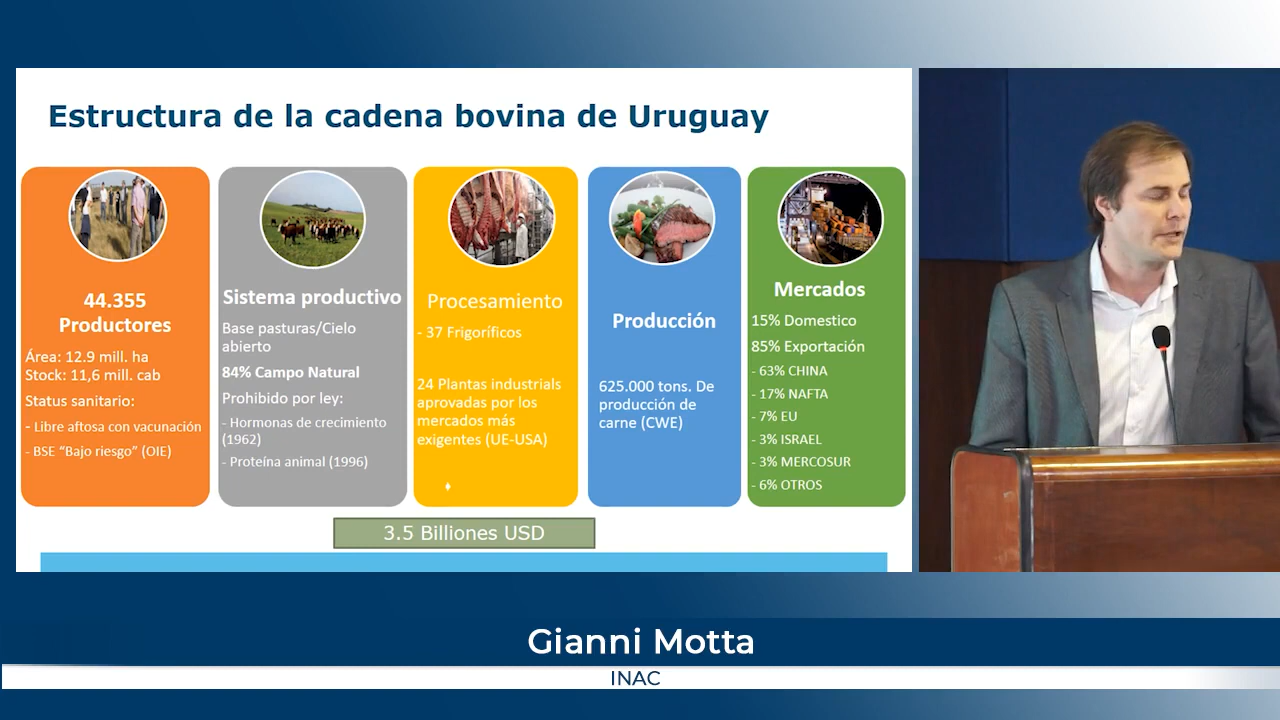 Estructura de la cadena bovina de Uruguay
44.355
Productores
Área: 12.9 mill. ha
Stock: 11,6 mill. cab
Status sanitario:
- Libre aftosa con vacunación
- BSE “Bajo riesgo” (OIE)
Sistema productivo
Base pasturas/Cielo
abierto
84% Campo Natural
Prohibido por ley:
- Hormonas de crecimiento
(1962)
- Proteína animal (1996)
Procesamiento
- 37 Frigoríficos
24 Plantas industrials
aprovadas por los
mercados más
exigentes (UE-USA)
Producción
625.000 tons. De
producción de
carne (CWE)
Mercados
15% Domestico
85% Exportación
- 63% CHINA
- 17% NAFTA
- 7% EU
- 3% ISRAEL
- 3% MERCOSUR
- 6% OTROS
3.5 Billiones USD
Gianni Motta
INAC